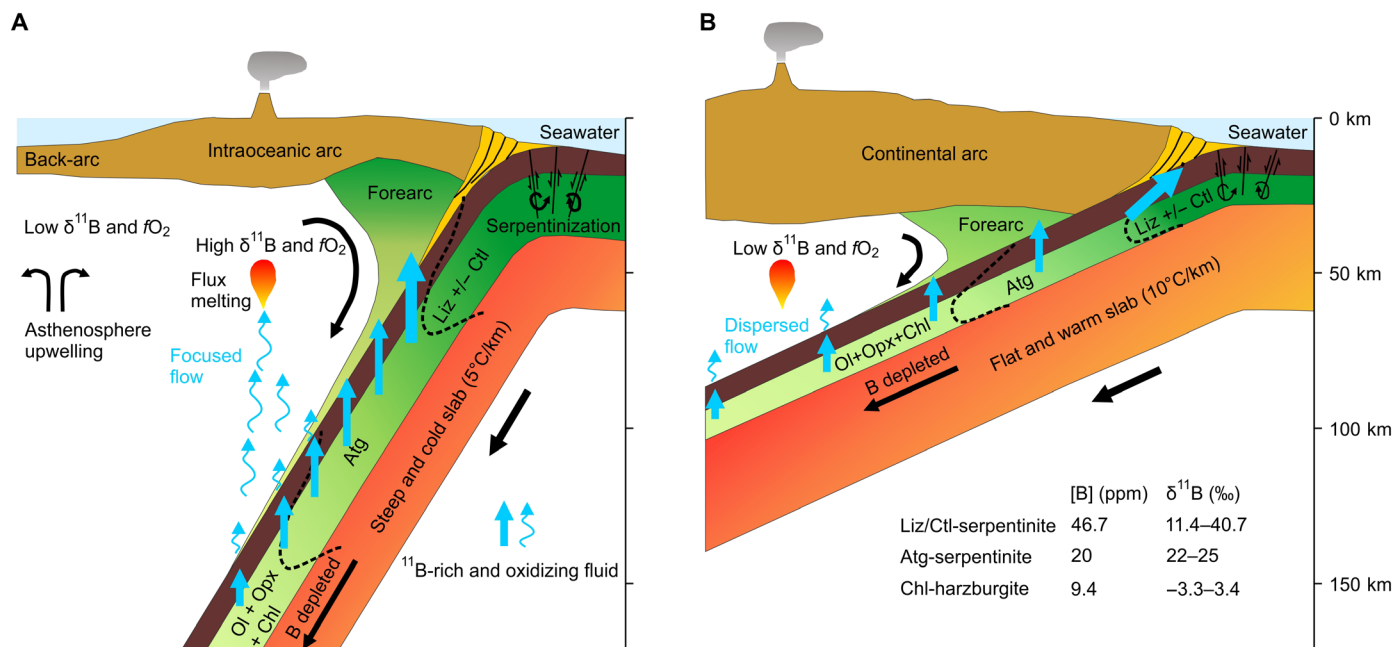 A
Seawater
Back-arc
Intraoceanic arc
Forearc
Serpentinization
Low δ¹¹B and fO₂
High δ¹¹B and fO₂
Flux
melting
Asthenosphere
upwelling
Focused
flow
Liz +/– Ctl
Atg
Steep and cold slab (5°C/km)
Ol + Opx
+ Chl
B depleted
¹¹B-rich and oxidizing fluid
B
0 km
Seawater
Continental arc
Forearc
Liz +/– Ctl
Low δ¹¹B and fO₂
50 km
Atg
Dispersed
flow
Ol+Opx+Chl
Flat and warm slab (10°C/km)
B depleted
100 km
[B] (ppm) δ¹¹B (‰)
Liz/Ctl-serpentinite 46.7 11.4–40.7
Atg-serpentinite 20 22–25
Chl-harzburgite 9.4 –3.3–3.4
150 km